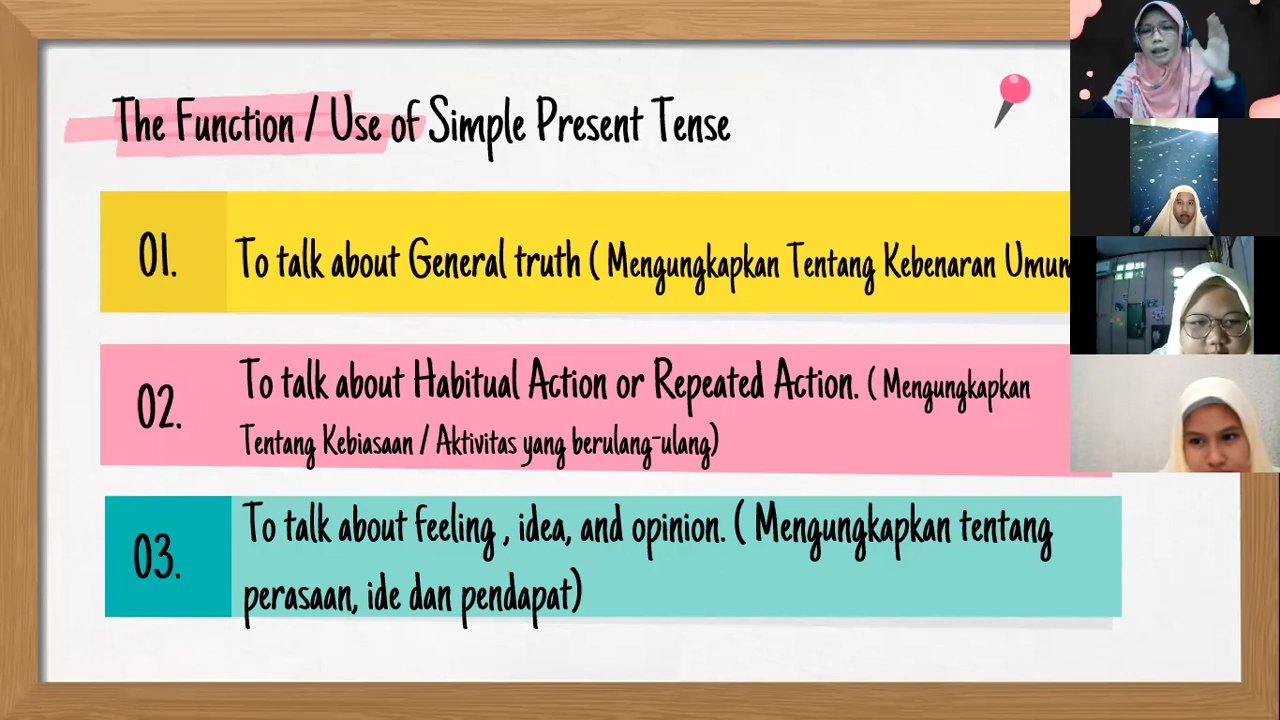 The Function / Use of Simple Present Tense
01.
To talk about General truth ( Mengungkapkan Tentang Kebenaran
02.
To talk about Habitual Action or Repeated Action. ( Mengungkapkan
Tentang Kebiasaan / Aktivitas yang berulang-ulang)
03.
To talk about feeling , idea, and opinion. ( Mengungkapkan tentang
perasaan, ide dan pendapat)